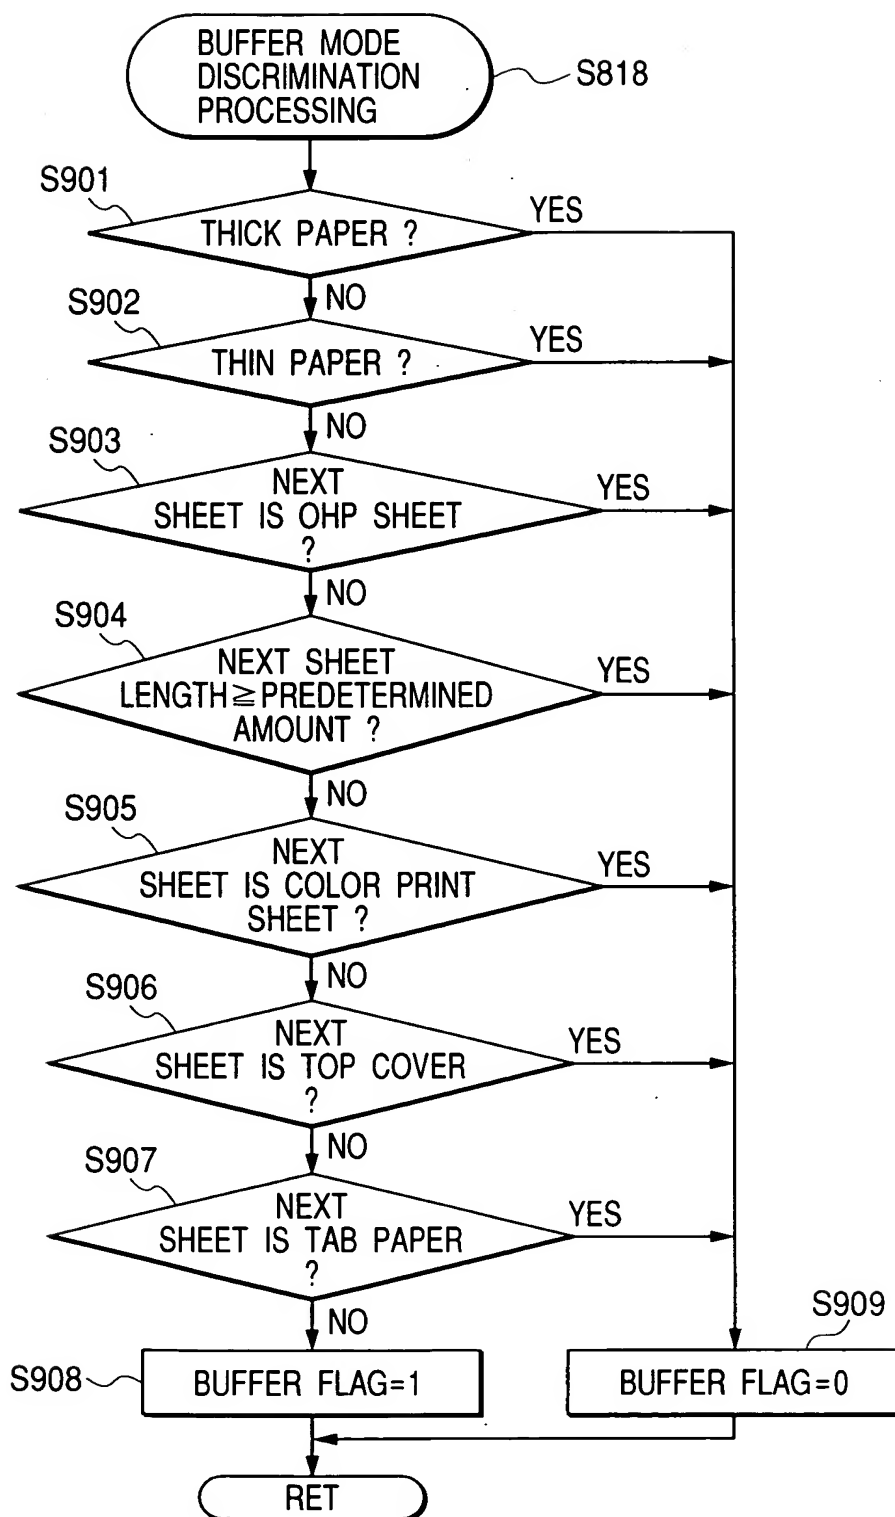 BUFFER MODE
DISCRIMINATION
PROCESSING
S818
S901
THICK PAPER ?
YES
NO
S902
THIN PAPER ?
YES
NO
S903
NEXT
SHEET IS OHP SHEET
?
YES
NO
S904
NEXT SHEET
LENGTH≧PREDETERMINED
AMOUNT ?
YES
NO
S905
NEXT
SHEET IS COLOR PRINT
SHEET ?
YES
NO
S906
NEXT
SHEET IS TOP COVER
?
YES
NO
S907
NEXT
SHEET IS TAB PAPER
?
YES
NO
S908
BUFFER FLAG=1
S909
BUFFER FLAG=0
RET